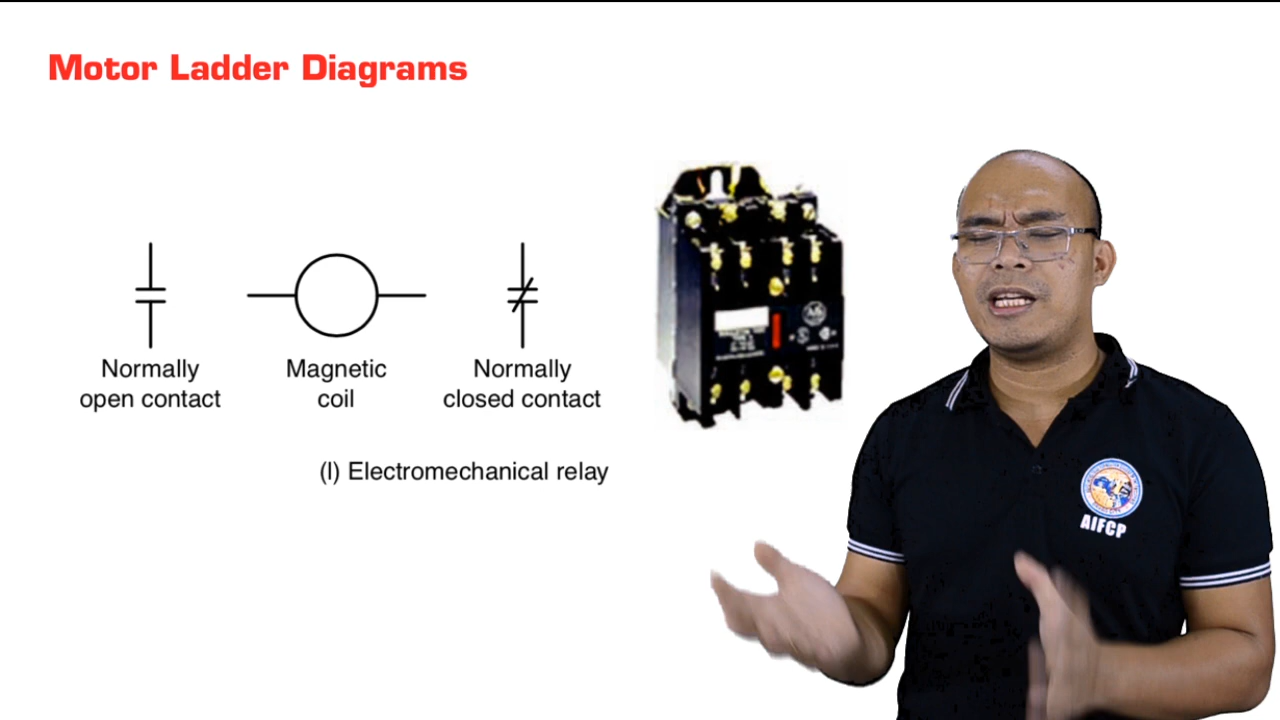 Motor Ladder Diagrams
Normally
open contact
Magnetic
coil
Normally
closed contact
(l) Electromechanical relay
AIFCP